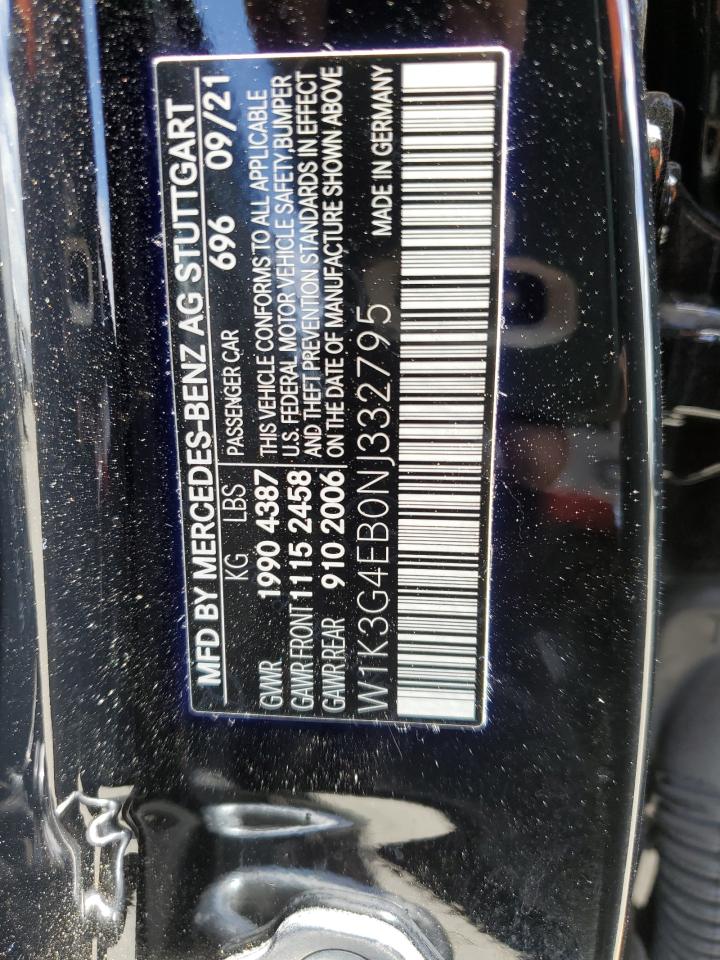 MFD BY MERCEDES-BENZ AG STUTTGART
KG LBS PASSENGER CAR 696 09/21
GWR 1990 4387 THIS VEHICLE CONFORMS TO ALL APPLICABLE
GAWR FRONT 1115 2458 U.S. FEDERAL MOTOR VEHICLE SAFETY BUMPER
GAWR REAR 910 2006 AND THEFT PREVENTION STANDARDS IN EFFECT
ON THE DATE OF MANUFACTURE SHOWN ABOVE
W1K3G4EB0NJ332795 MADE IN GERMANY